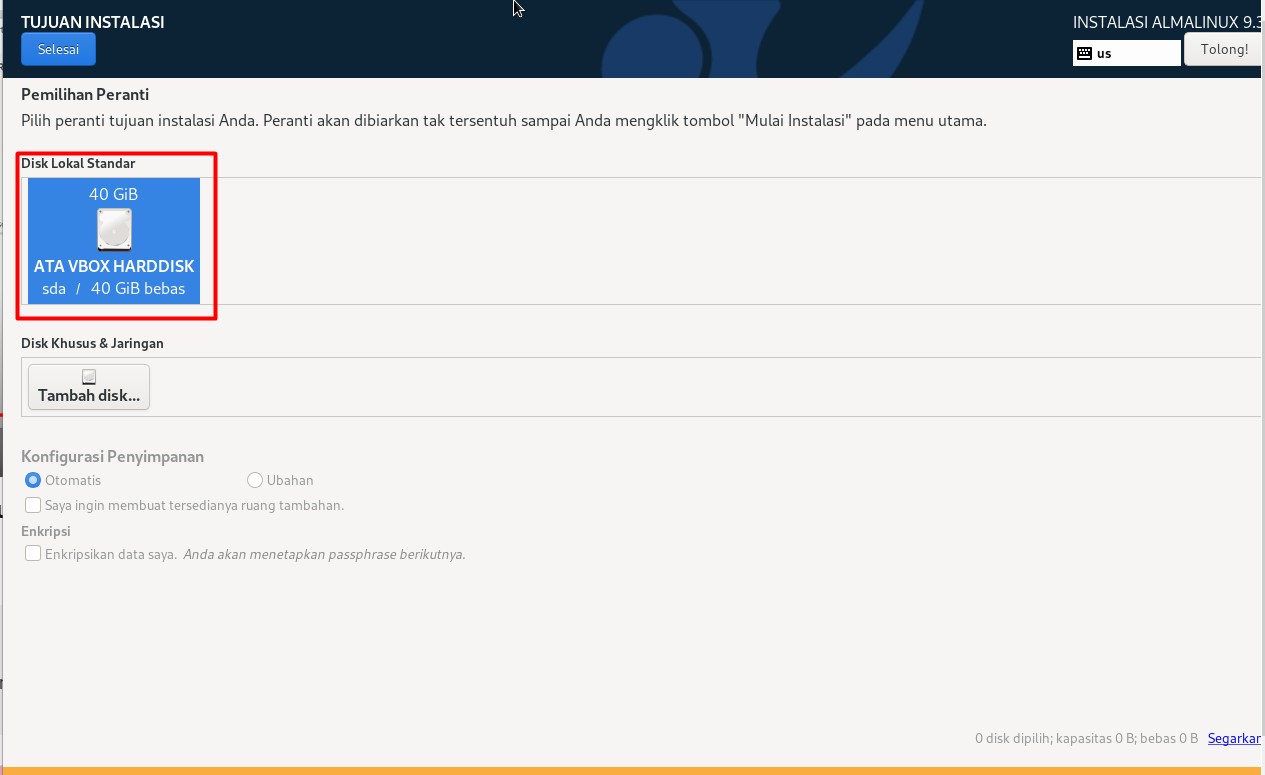 TUJUAN INSTALASI
INSTALASI ALMALINUX 9.3
Selesai
us
Tolong!
Pemilihan Peranti
Pilih peranti tujuan instalasi Anda. Peranti akan dibiarkan tak tersentuh sampai Anda mengklik tombol "Mulai Instalasi" pada menu utama.
Disk Lokal Standar
40 GiB
ATA VBOX HARDDISK
sda / 40 GiB bebas
Disk Khusus & Jaringan
Tambah disk...
Konfigurasi Penyimpanan
Otomatis
Ubahan
Saya ingin membuat tersedianya ruang tambahan.
Enkripsi
Enkripsikan data saya. Anda akan menetapkan passphrase berikutnya.
0 disk dipilih; kapasitas 0 B; bebas 0 B
Segarkan